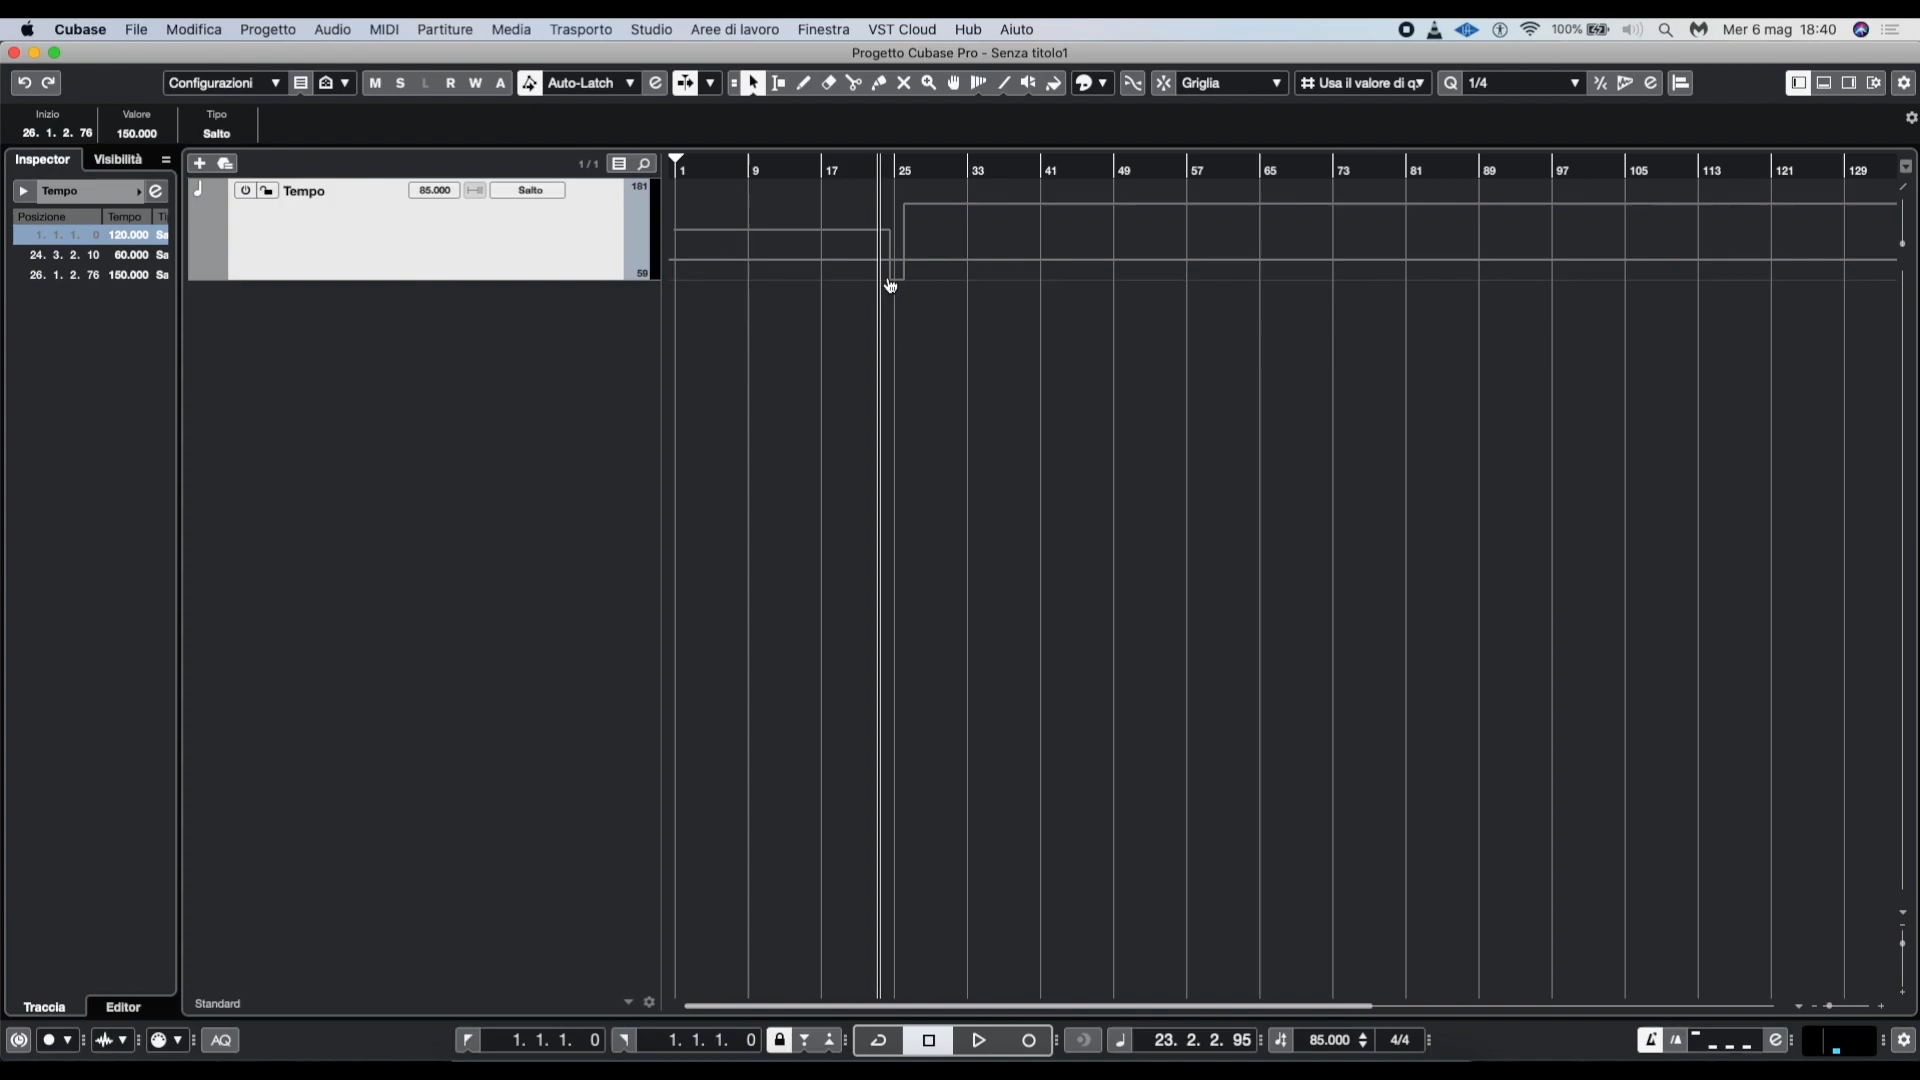 Cubase File Modifica Progetto Audio MIDI Partiture Media Trasporto Studio Aree di lavoro Finestra VST Cloud Hub Aiuto 100% Mer 6 mag 18:40
Progetto Cubase Pro - Senza titolo1
Configurazioni M S L R W A Auto-Latch Griglia Usa il valore di q Q 1/4
Inizio Valore Tipo
26. 1. 2. 76 150.000 Salto
Inspector Visibilità 1/1 1 9 17 25 33 41 49 57 65 73 81 89 97 105 113 121 129
Tempo Tempo 85.000 Salto 181
Posizione Tempo Ti
1. 1. 1. 0 120.000 Sa
24. 3. 2. 10 60.000 Sa
26. 1. 2. 76 150.000 Sa 59
Traccia Editor Standard
AQ 1. 1. 1. 0 1. 1. 1. 0 23. 2. 2. 95 85.000 4/4